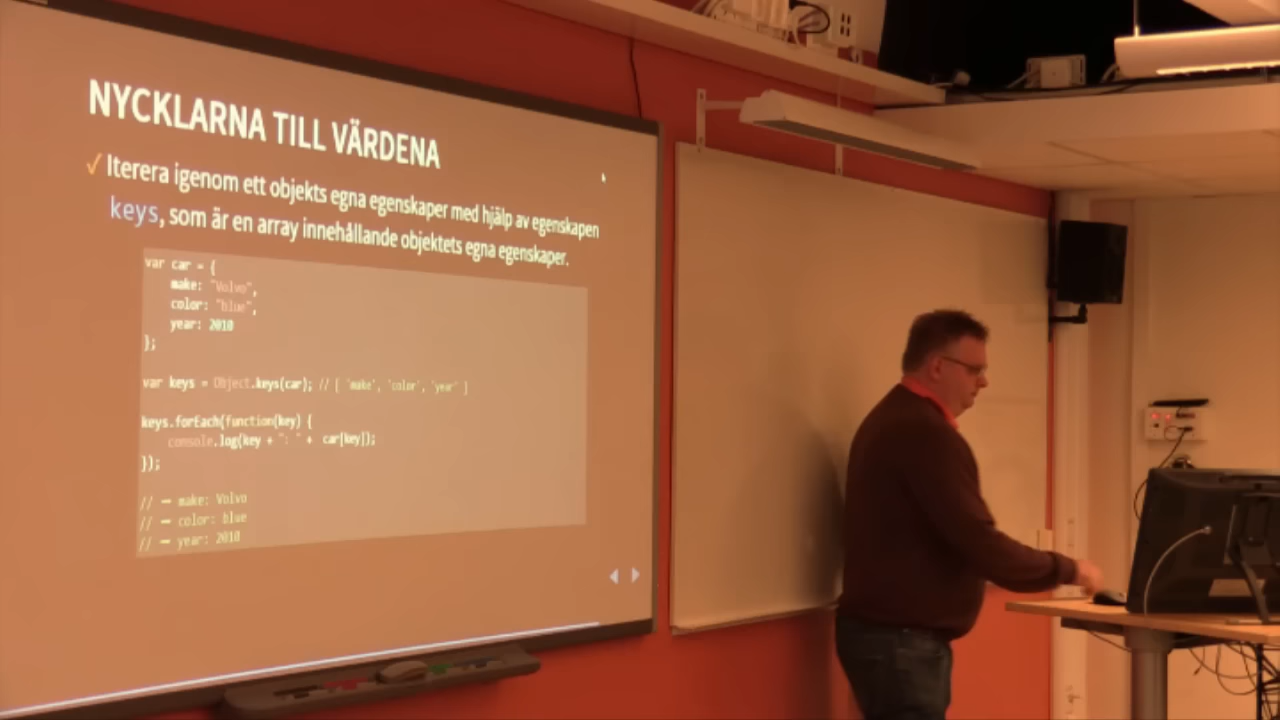 NYCKLARNA TILL VÄRDENA
✓ Iterera igenom ett objekts egna egenskaper med hjälp av egenskapen
keys, som är en array innehållande objektets egna egenskaper.
var car = {
make: "Volvo",
color: "blue",
year: 2010
};
var keys = Object.keys(car); // [ 'make', 'color', 'year' ]
keys.forEach(function(key) {
console.log(key + ": " + car[key]);
});
// – make: Volvo
// – color: blue
// – year: 2010